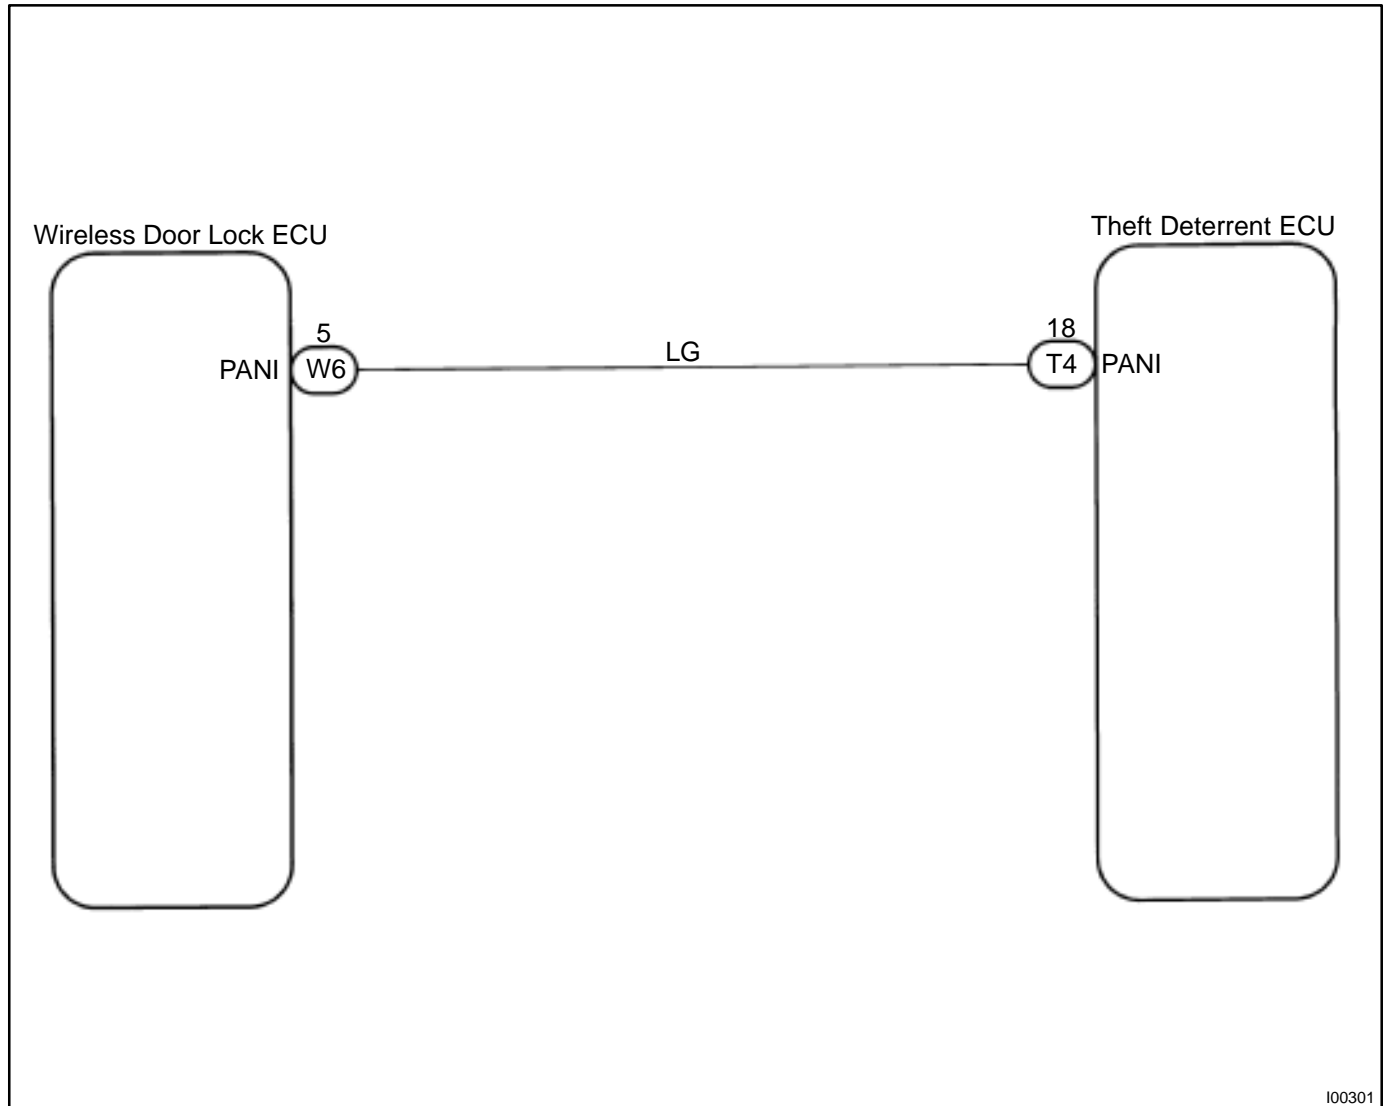 Theft Deterrent ECU
Wireless Door Lock ECU
5
18
LG
PANI
W6
T4
PANI
I00301